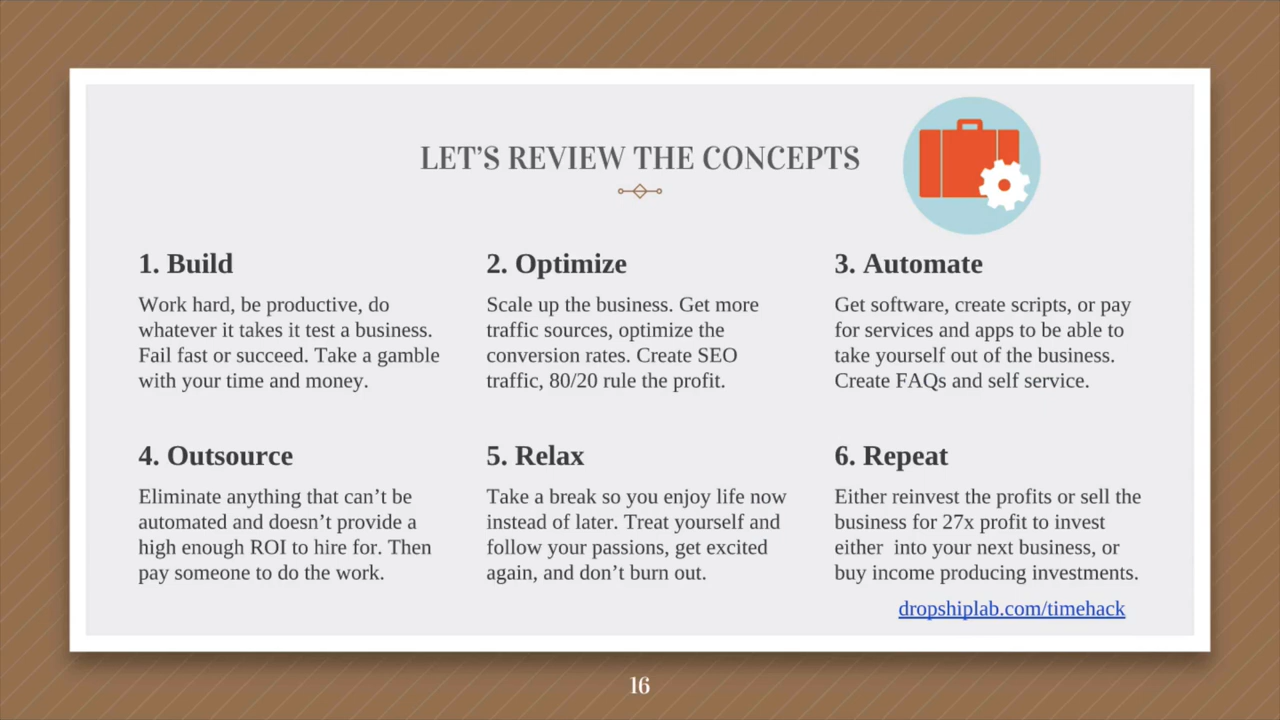 LET'S REVIEW THE CONCEPTS
1. Build
Work hard, be productive, do
whatever it takes it test a business.
Fail fast or succeed. Take a gamble
with your time and money.
2. Optimize
Scale up the business. Get more
traffic sources, optimize the
conversion rates. Create SEO
traffic, 80/20 rule the profit.
3. Automate
Get software, create scripts, or pay
for services and apps to be able to
take yourself out of the business.
Create FAQs and self service.
4. Outsource
Eliminate anything that can’t be
automated and doesn’t provide a
high enough ROI to hire for. Then
pay someone to do the work.
5. Relax
Take a break so you enjoy life now
instead of later. Treat yourself and
follow your passions, get excited
again, and don’t burn out.
6. Repeat
Either reinvest the profits or sell the
business for 27x profit to invest
either  into your next business, or
buy income producing investments.
dropshiplab.com/timehack
16